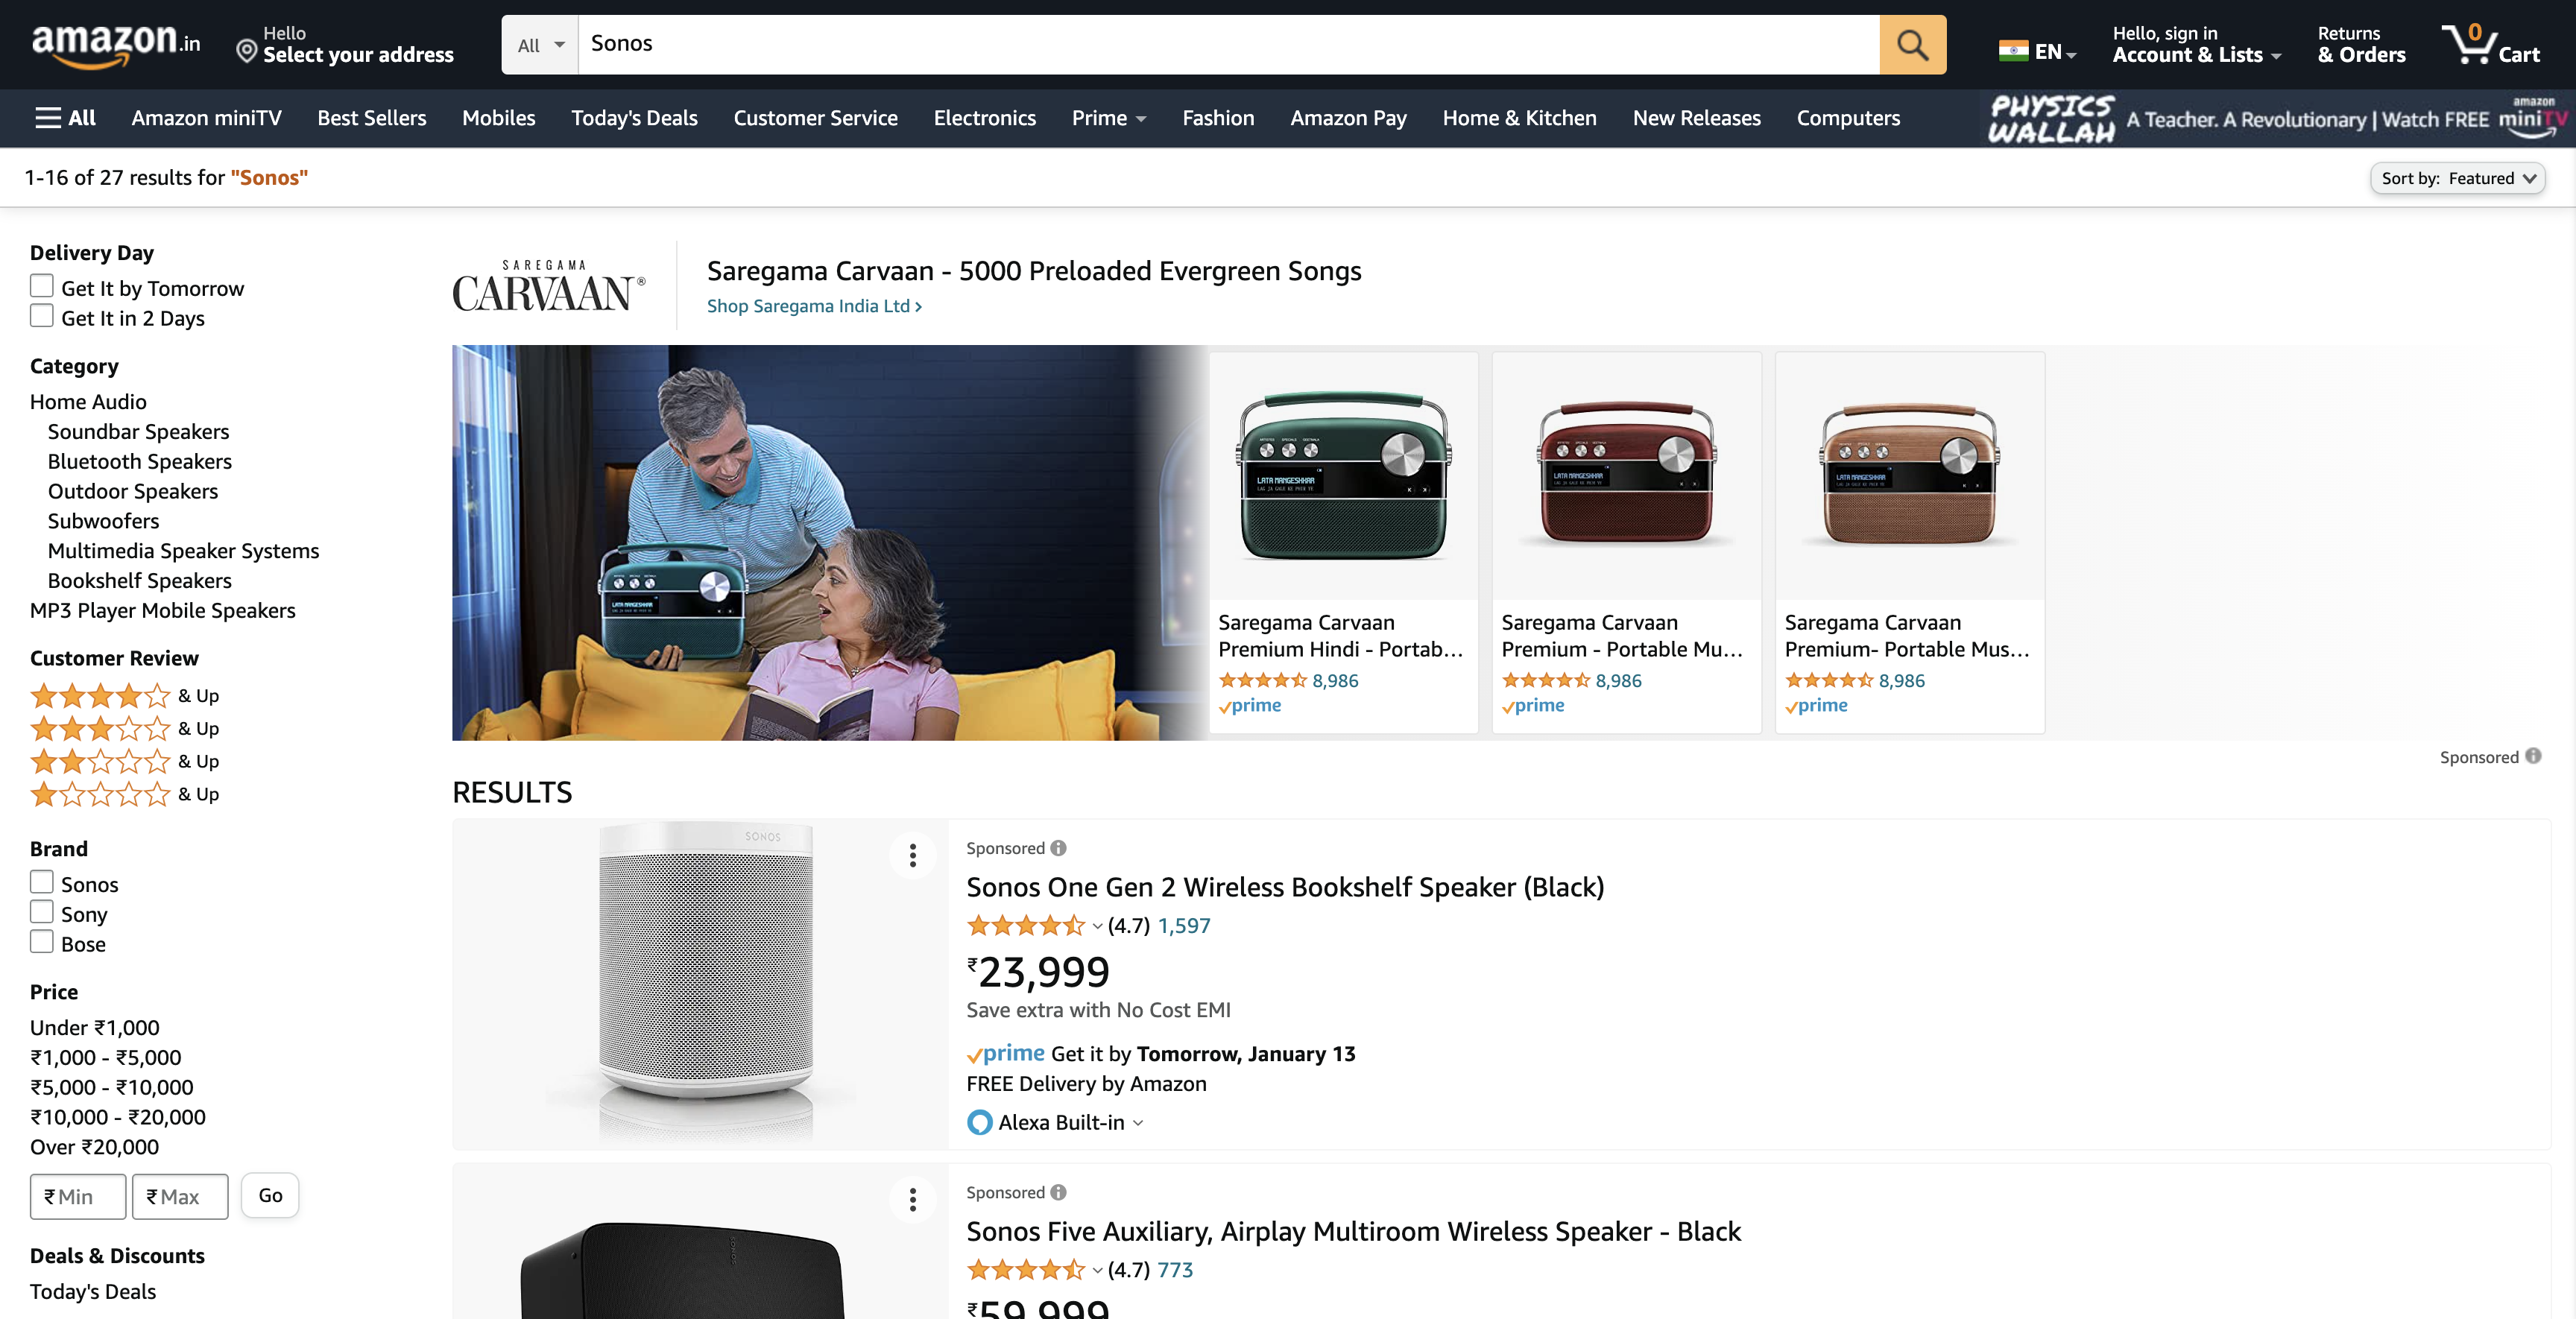 amazon.in
Hello
Select your address
All
Sonos
EN
Hello, sign in
Account & Lists
Returns
& Orders
0
Cart
All
Amazon miniTV
Best Sellers
Mobiles
Today's Deals
Customer Service
Electronics
Prime
Fashion
Amazon Pay
Home & Kitchen
New Releases
Computers
PHYSICS
WALLAH
A Teacher. A Revolutionary | Watch FREE
amazon
miniTV
1-16 of 27 results for "Sonos"
Sort by: Featured
Delivery Day
Get It by Tomorrow
Get It in 2 Days
Category
Home Audio
Soundbar Speakers
Bluetooth Speakers
Outdoor Speakers
Subwoofers
Multimedia Speaker Systems
Bookshelf Speakers
MP3 Player Mobile Speakers
Customer Review
& Up
& Up
& Up
& Up
Brand
Sonos
Sony
Bose
Price
Under ₹1,000
₹1,000 - ₹5,000
₹5,000 - ₹10,000
₹10,000 - ₹20,000
Over ₹20,000
₹ Min
₹ Max
Go
Deals & Discounts
Today's Deals
SAREGAMA
CARVAAN®
Saregama Carvaan - 5000 Preloaded Evergreen Songs
Shop Saregama India Ltd ›
LATA MANGESHKAR
LATA MANGESHKAR
LATA MANGESHKAR
LATA MANGESHKAR
Saregama Carvaan
Premium Hindi - Portab…
8,986
prime
Saregama Carvaan
Premium - Portable Mu…
8,986
prime
Saregama Carvaan
Premium- Portable Mus…
8,986
prime
Sponsored
RESULTS
SONOS
Sponsored
Sonos One Gen 2 Wireless Bookshelf Speaker (Black)
(4.7) 1,597
₹23,999
Save extra with No Cost EMI
prime Get it by Tomorrow, January 13
FREE Delivery by Amazon
Alexa Built-in
SONOS
Sponsored
Sonos Five Auxiliary, Airplay Multiroom Wireless Speaker - Black
(4.7) 773
₹59,999